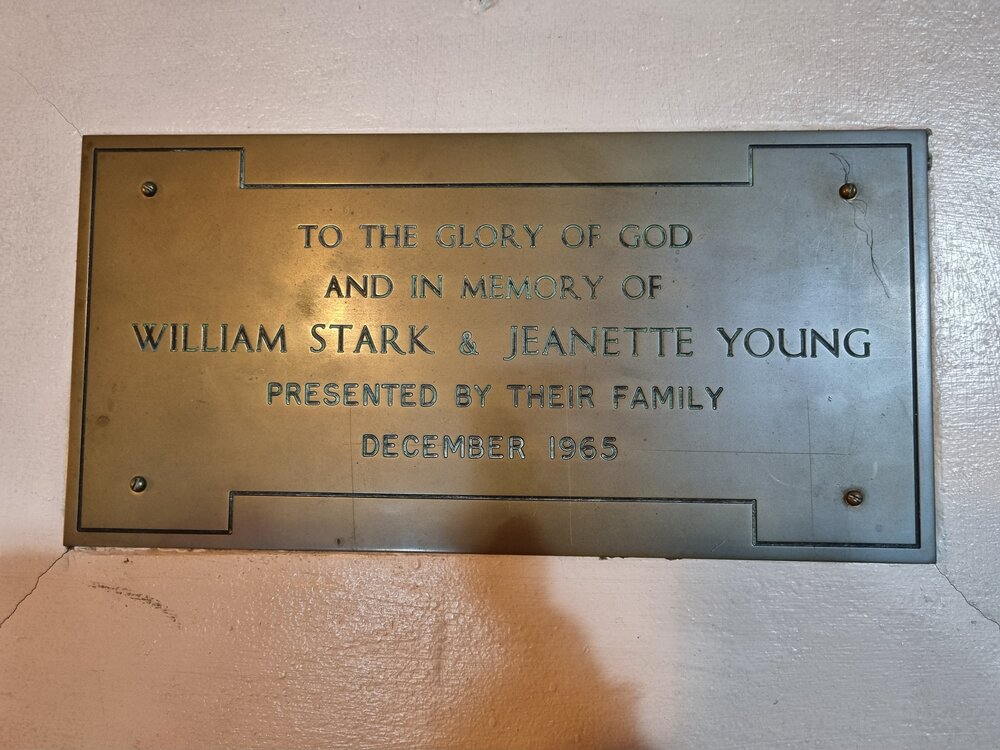 TO THE GLORY OF GOD
AND IN MEMORY OF
WILLIAM STARK & JEANETTE YOUNG
PRESENTED BY THEIR FAMILY
DECEMBER 1965